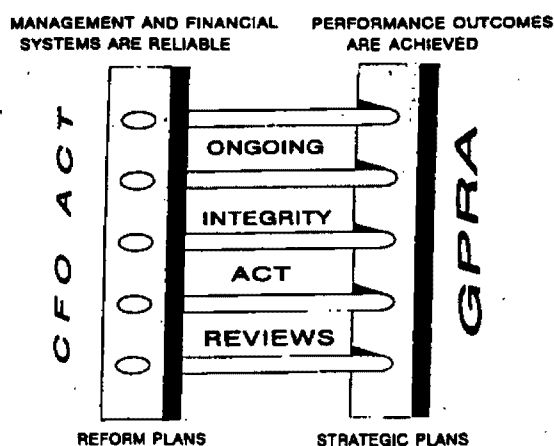 MANAGEMENT AND FINANCIAL
SYSTEMS ARE RELIABLE
PERFORMANCE OUTCOMES
ARE ACHIEVED
CFO ACT
ONGOING
INTEGRITY
ACT
REVIEWS
GPRA
REFORM PLANS
STRATEGIC PLANS